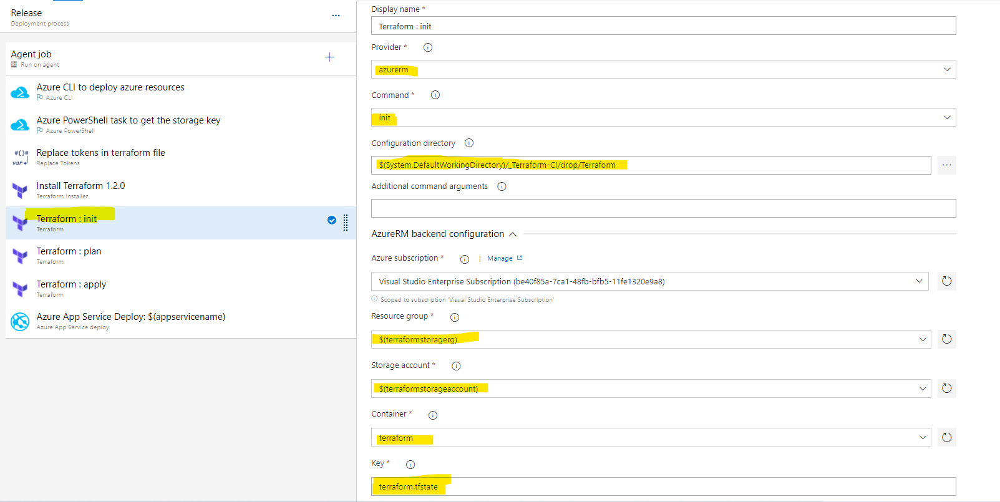 Release
...
Deployment process
Agent job
Run on agent
Azure CLI to deploy azure resources
Azure CLI
Azure PowerShell task to get the storage key
Azure PowerShell
#{}#
var
Replace tokens in terraform file
Replace Tokens
Install Terraform 1.2.0
Terraform Installer
Terraform : init
Terraform
Terraform : plan
Terraform
Terraform : apply
Terraform
Azure App Service Deploy: $(appservicename)
Azure App Service deploy
Display name *
Terraform : init
Provider *
azurerm
Command *
init
Configuration directory
$(System.DefaultWorkingDirectory)/_Terraform-CI/drop/Terraform
...
Additional command arguments
AzureRM backend configuration
Azure subscription * | Manage
Visual Studio Enterprise Subscription (be40f85a-7ca1-48fb-bfb5-11fe1320e9a8)
Scoped to subscription 'Visual Studio Enterprise Subscription'
Resource group *
$(terraformstoragerg)
Storage account *
$(terraformstorageaccount)
Container *
terraform
Key *
terraform.tfstate